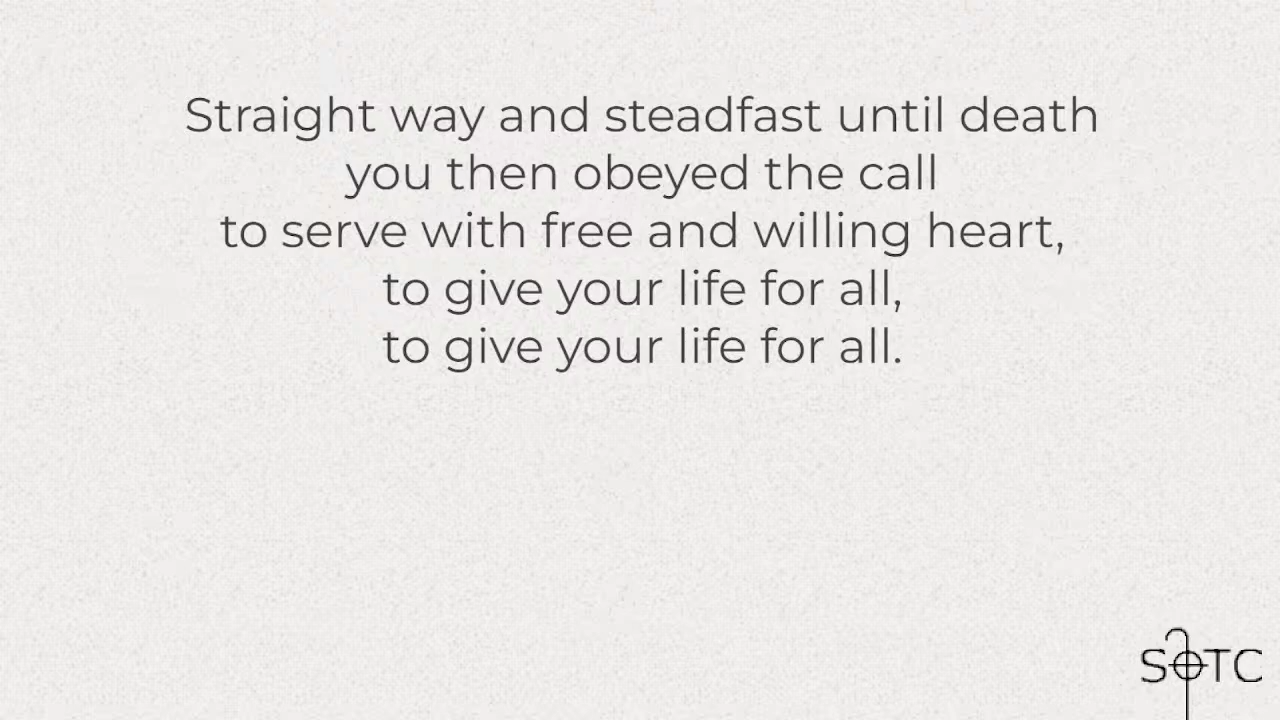 Straight way and steadfast until death
you then obeyed the call
to serve with free and willing heart,
to give your life for all,
to give your life for all.
SOTC